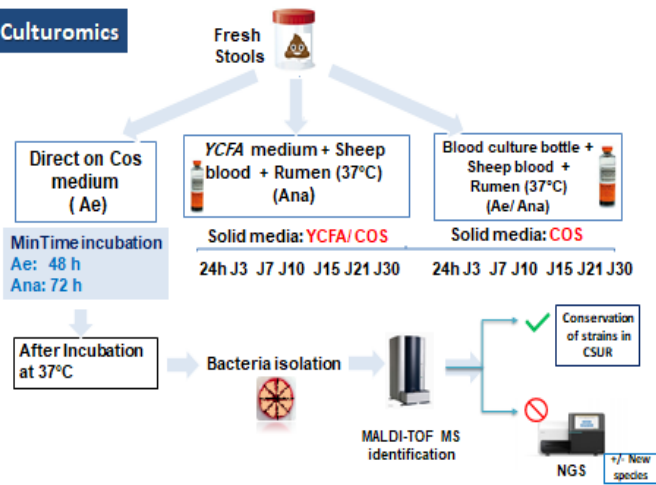 Culturomics
Fresh
Stools
Direct on Cos
medium
( Ae)
YCFA medium + Sheep
blood + Rumen (37°C)
(Ana)
Blood culture bottle +
Sheep blood +
Rumen (37°C)
(Ae/ Ana)
MinTime incubation
Ae: 48 h
Ana: 72 h
Solid media: YCFA/ COS
24h J3 J7 J10 J15 J21 J30
Solid media: COS
24h J3 J7 J10 J15 J21 J30
After Incubation
at 37°C
Bacteria isolation
MALDI-TOF MS
identification
Conservation
of strains in
CSUR
NGS
+/- New
species